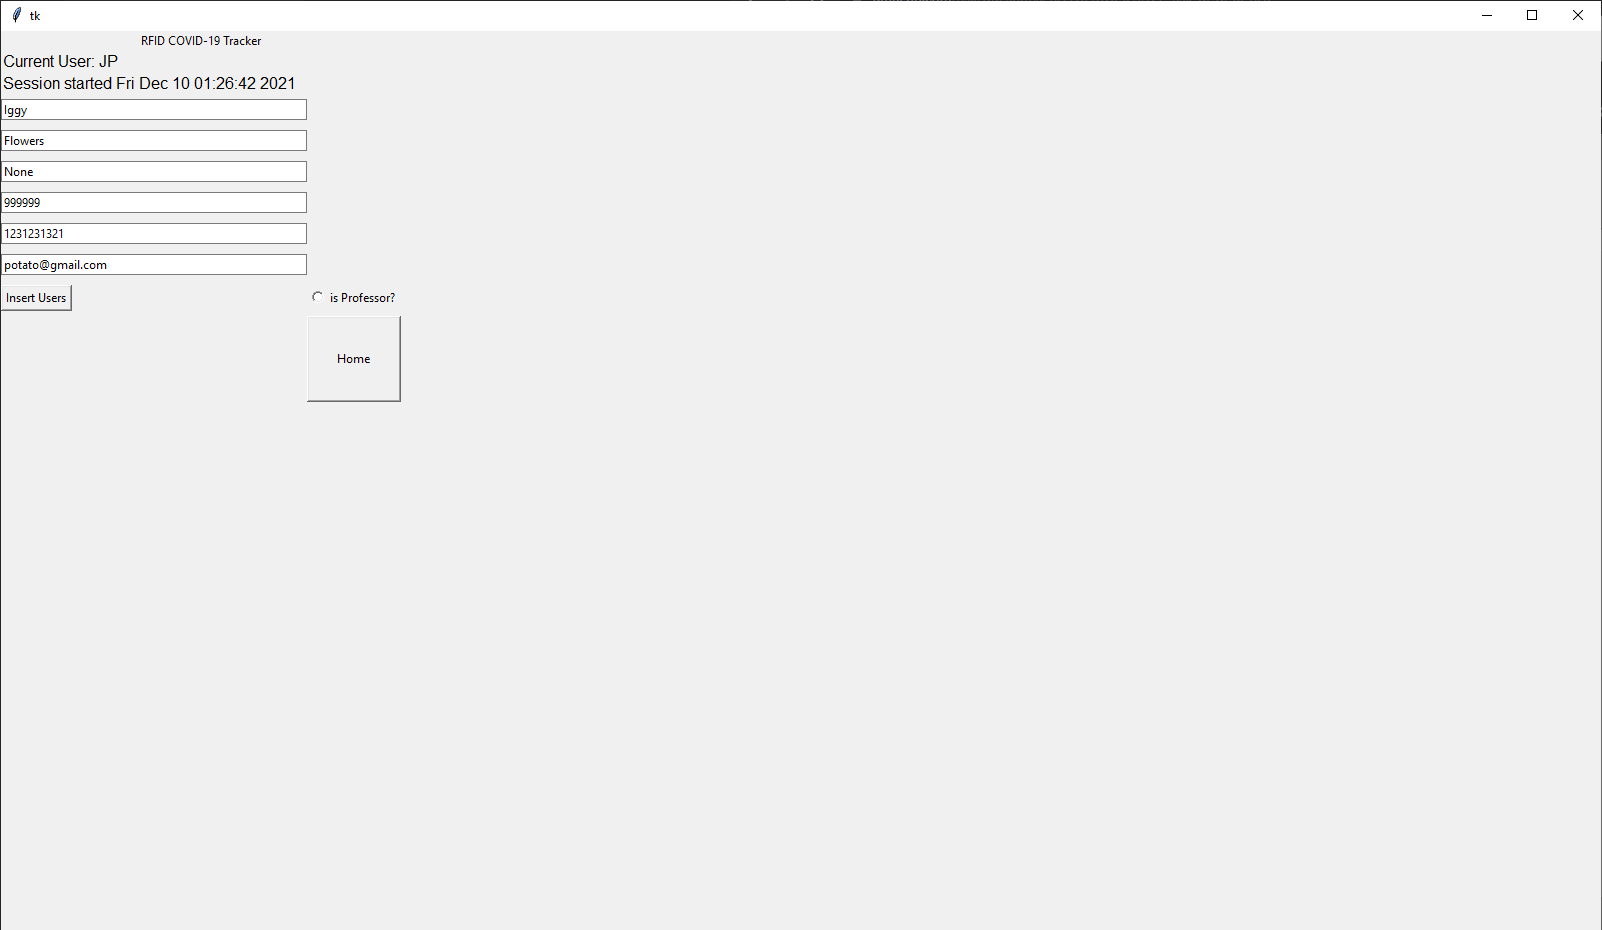 tk
RFID COVID-19 Tracker
Current User: JP
Session started Fri Dec 10 01:26:42 2021
Iggy
Flowers
None
999999
1231231321
potato@gmail.com
Insert Users
is Professor?
Home